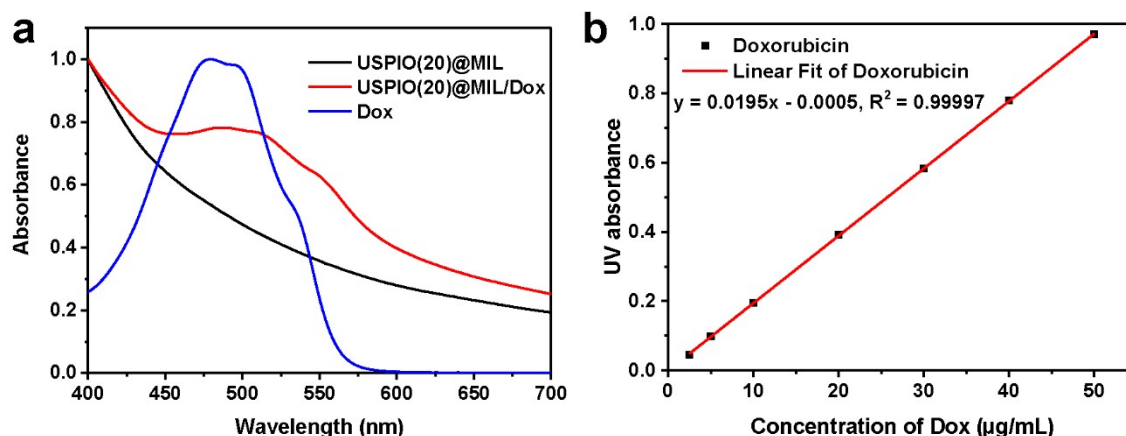 a
1.0
0.8
0.6
0.4
0.2
0.0
Absorbance
USPIO(20)@MIL
USPIO(20)@MIL/Dox
Dox
400 450 500 550 600 650 700
Wavelength (nm)
b
1.0
0.8
0.6
0.4
0.2
0.0
UV absorbance
Doxorubicin
Linear Fit of Doxorubicin
y = 0.0195x - 0.0005, R² = 0.99997
10 20 30 40 50
Concentration of Dox (μg/mL)